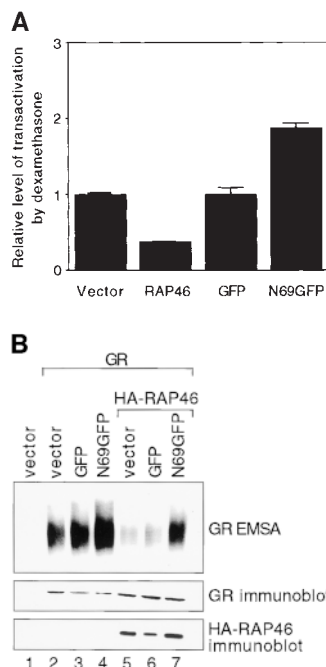 A
Relative level of transactivation
by dexamethasone
3
2
1
0
Vector RAP46 GFP N69GFP
B
GR
HA-RAP46
vector
vector
GFP
N69GFP
vector
GFP
N69GFP
GR EMSA
GR immunoblot
HA-RAP46
immunoblot
1 2 3 4 5 6 7